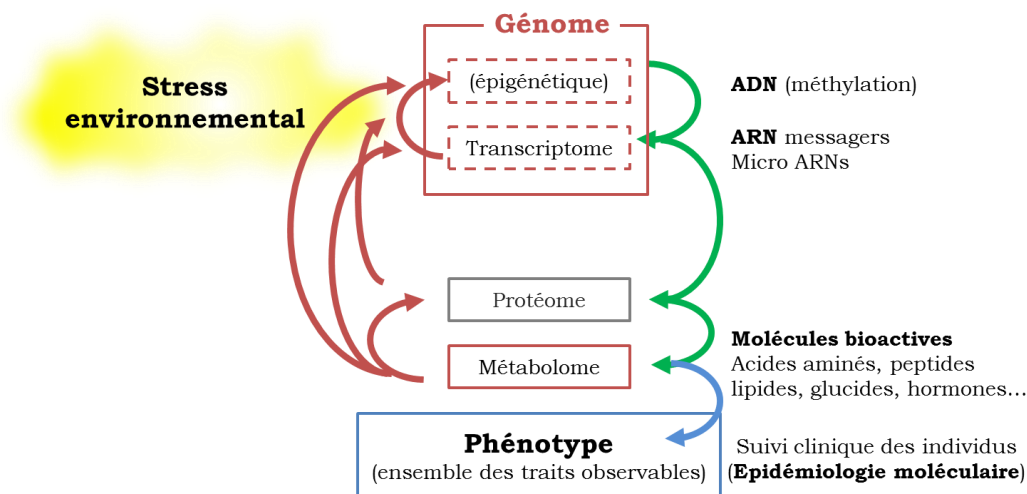 Génome
Stress
environnemental
(épigénétique)
Transcriptome
ADN (méthylation)
ARN messagers
Micro ARNs
Protéome
Métabolome
Molécules bioactives
Acides aminés, peptides
lipides, glucides, hormones…
Phénotype
(ensemble des traits observables)
Suivi clinique des individus
(Epidémiologie moléculaire)